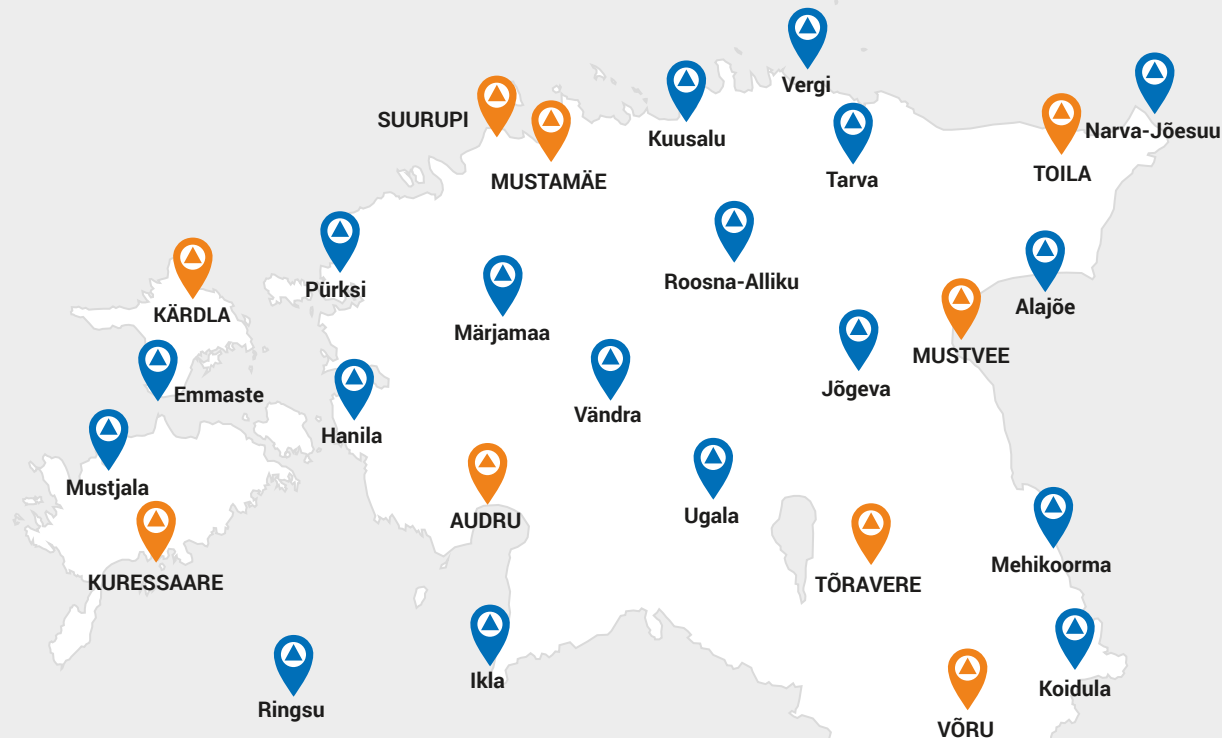 Vergi
SUURUPI
Narva-Jõesuu
Kuusalu
TOILA
MUSTAMÄE
Tarva
Roosna-Alliku
Pürksi
Alajõe
KÄRDLA
Märjamaa
MUSTVEE
Jõgeva
Emmaste
Vändra
Hanila
Mustjala
Ugala
AUDRU
Mehikoorma
KURESSAARE
TÕRAVERE
Ikla
Koidula
Ringsu
VÕRU